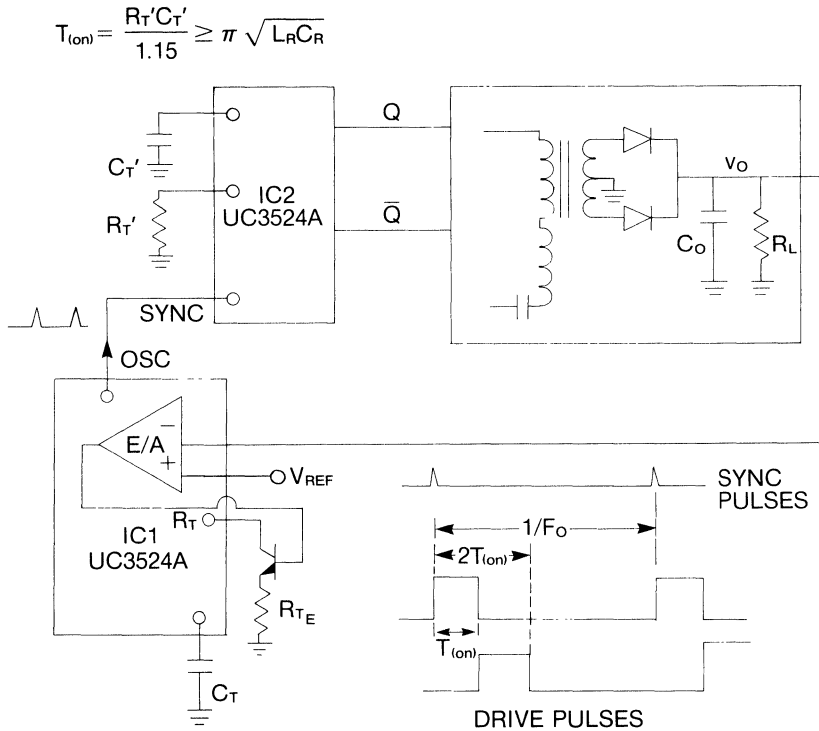 T(on) = RT'CT' / 1.15 ≥ π √LRCR
CT'
RT'
IC2
UC3524A
SYNC
Q
Q̅
vO
CO
RL
OSC
E/A
−
+
VREF
RT
IC1
UC3524A
RTE
CT
SYNC
PULSES
1/FO
2T(on)
T(on)
DRIVE PULSES